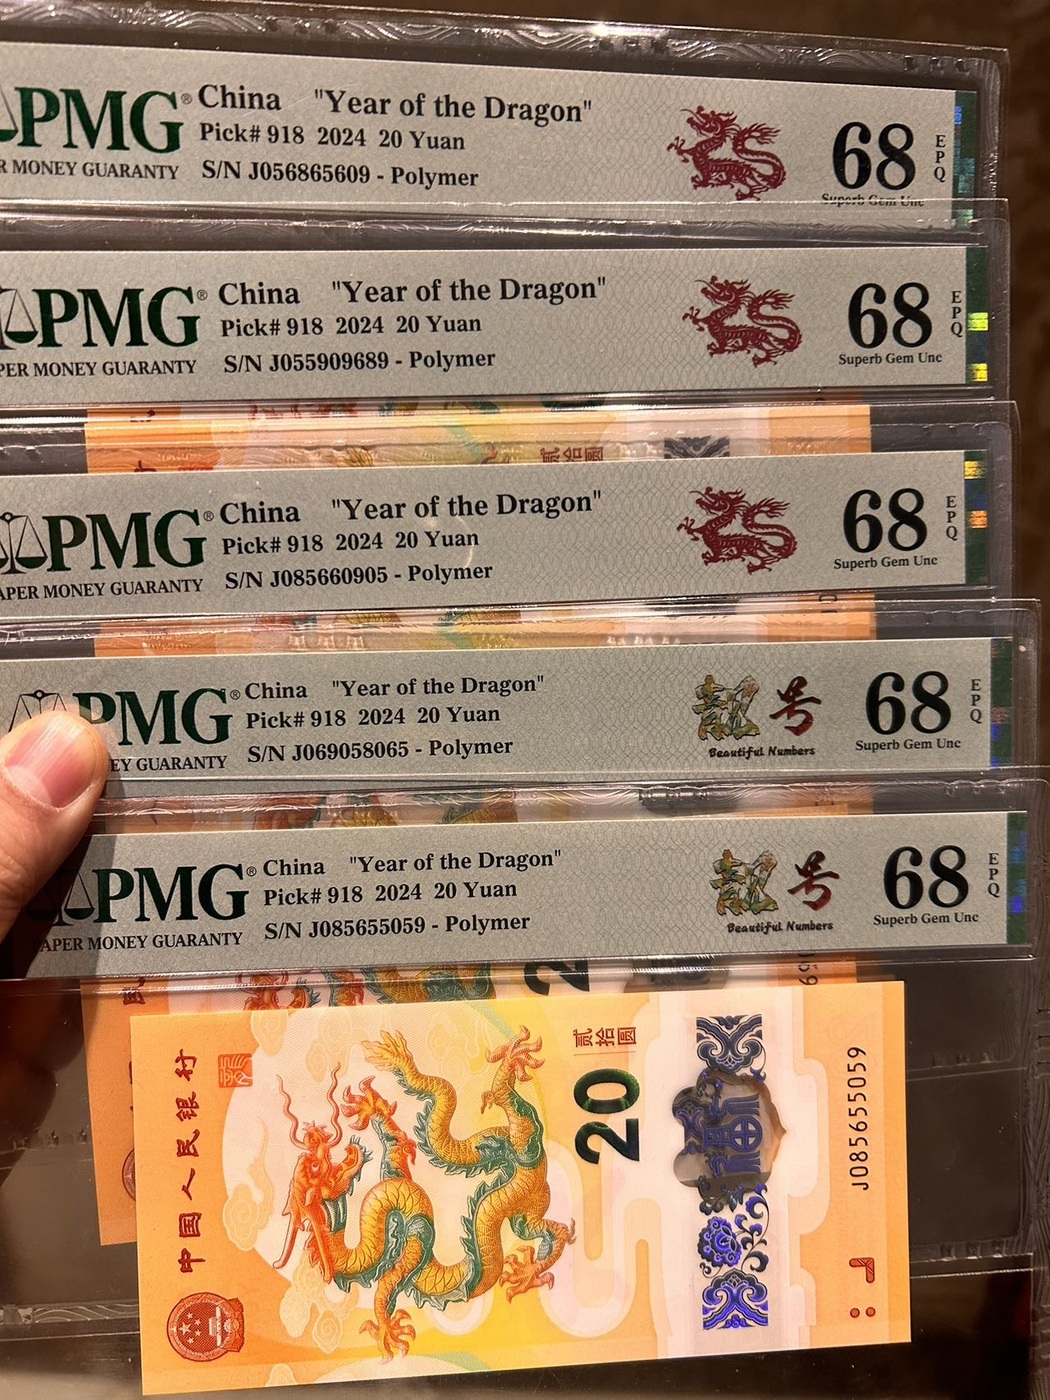 PMG® China "Year of the Dragon"
Pick# 918 2024 20 Yuan
R MONEY GUARANTY S/N J056865609 - Polymer
68 EPQ
Superb Gem Unc
PMG® China "Year of the Dragon"
Pick# 918 2024 20 Yuan
PER MONEY GUARANTY S/N J055909689 - Polymer
68 EPQ
Superb Gem Unc
贰拾圆
PMG® China "Year of the Dragon"
Pick# 918 2024 20 Yuan
APER MONEY GUARANTY S/N J085660905 - Polymer
68 EPQ
Superb Gem Unc
PMG® China "Year of the Dragon"
Pick# 918 2024 20 Yuan
EY GUARANTY S/N J069058065 - Polymer
靓号
Beautiful Numbers
68 EPQ
Superb Gem Unc
PMG® China "Year of the Dragon"
Pick# 918 2024 20 Yuan
APER MONEY GUARANTY S/N J085655059 - Polymer
靓号
Beautiful Numbers
68 EPQ
Superb Gem Unc
中国人民银行
贰拾圆
20
J085655059